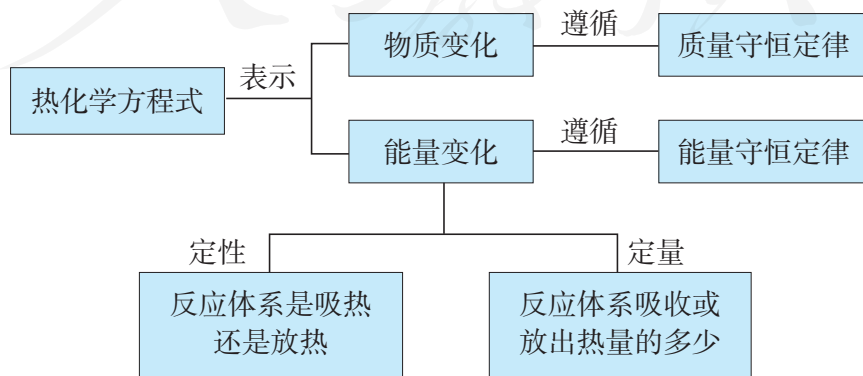 物质变化
遵循
质量守恒定律
热化学方程式
表示
能量变化
遵循
能量守恒定律
定性
定量
反应体系是吸热
还是放热
反应体系吸收或
放出热量的多少